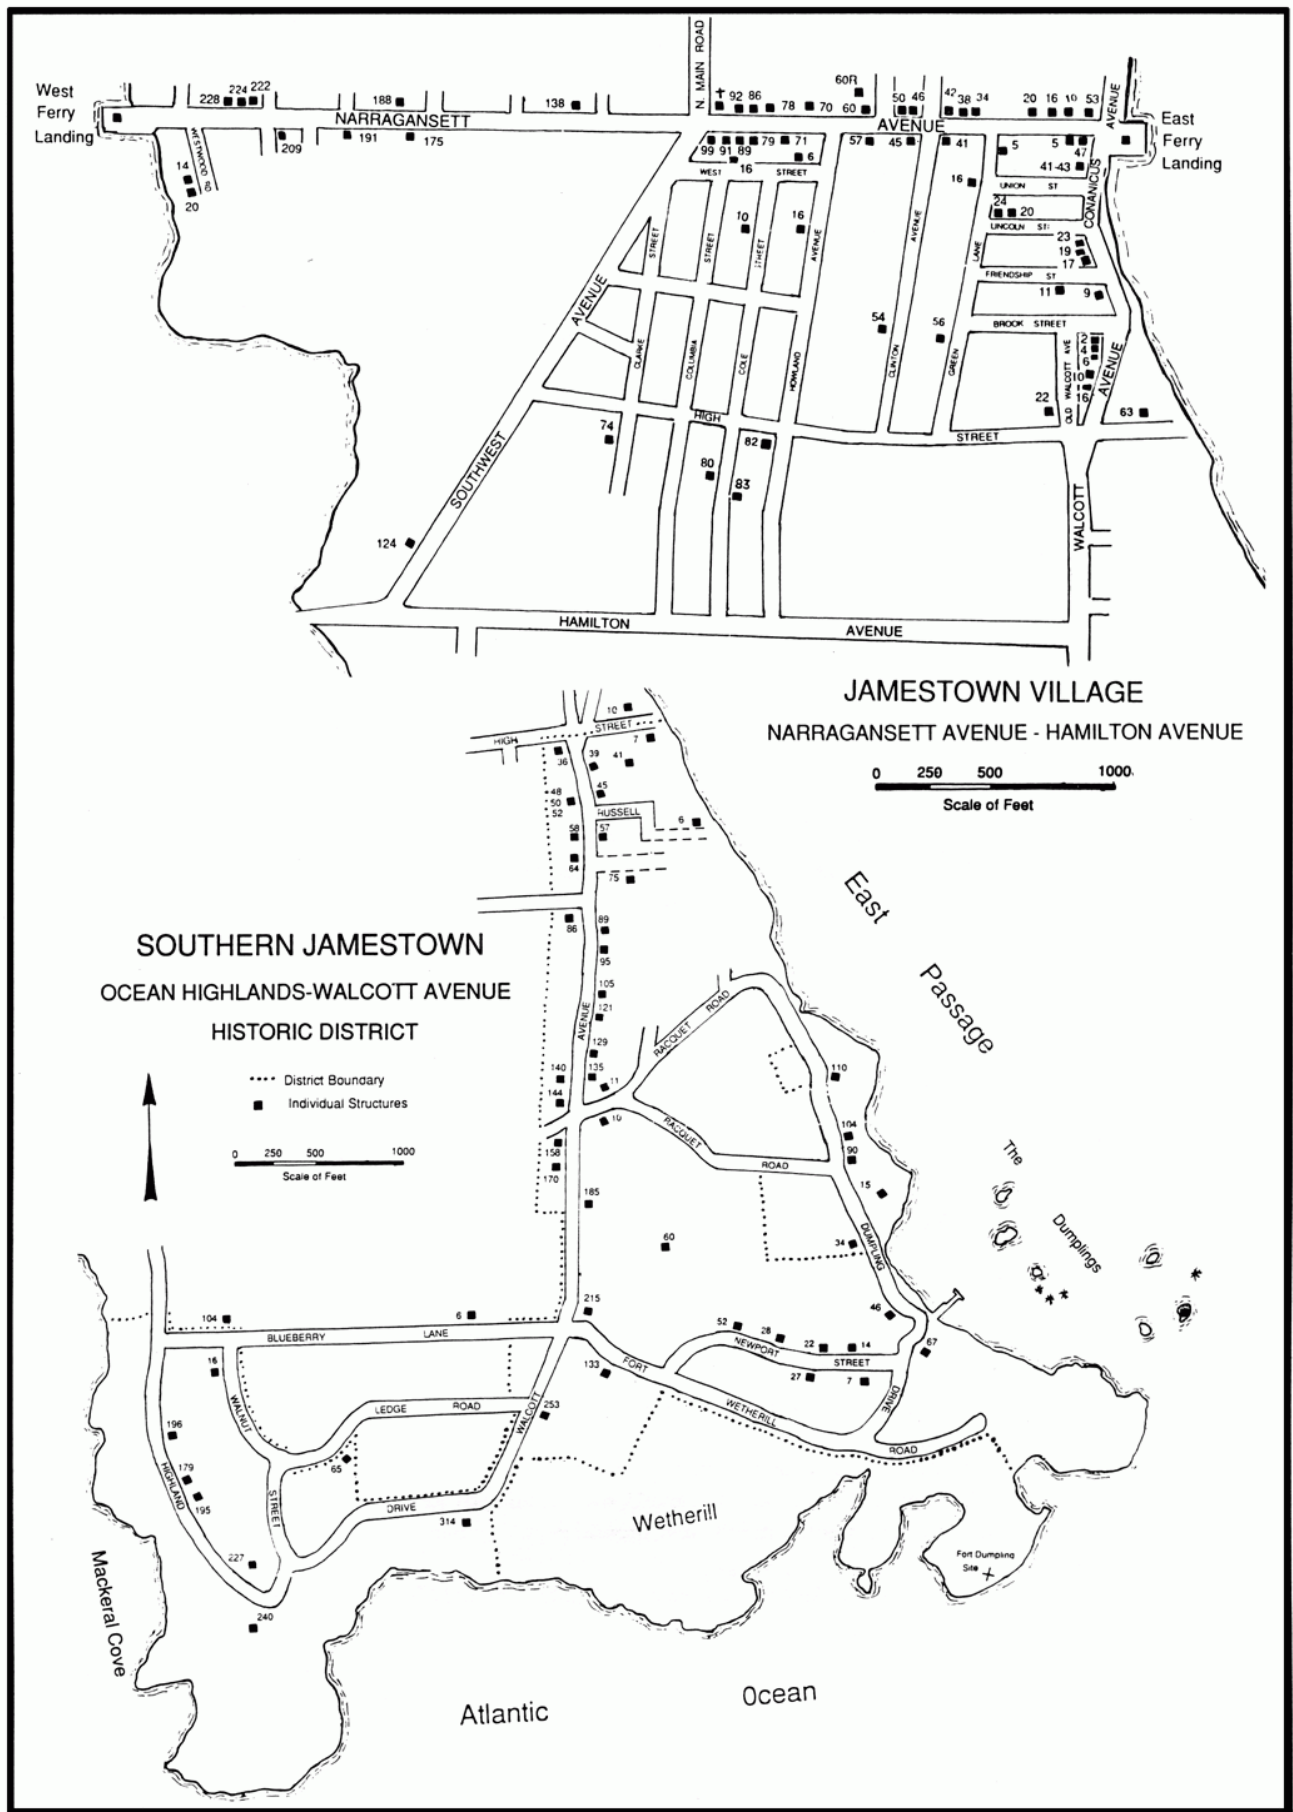 N. MAIN ROAD
60R
West
Ferry
Landing
228 224 222
188
138
92 86 78 70 60 50 46 42 38 34 20 16 10 53
AVENUE
East
Ferry
Landing
NARRAGANSETT
AVENUE
209
191
175
99 91 89 79 71
57 45 41 5 5 47
6
16
41-43
WEST STREET
WESTWOOD RD
14
20
16
UNION ST
CONANICUS
24 20
LINCOLN ST.
10
16
STREET
STREET
STREET
AVENUE
AVENUE
LANE
23
19
17
FRIENDSHIP ST
11
9
AVENUE
54
56
BROOK STREET
CLARKE
COLUMBIA
COLE
HOWLAND
CLINTON
GREEN
OLD WALCOTT AVE
2
4
6
10
16
AVENUE
22
63
HIGH
STREET
74
82
80
83
SOUTHWEST
WALCOTT
124
HAMILTON
AVENUE
JAMESTOWN VILLAGE
NARRAGANSETT AVENUE - HAMILTON AVENUE
0 250 500 1000
Scale of Feet
10
HIGH
STREET
7
36
39
41
48
50
52
45
RUSSELL
6
58
57
64
75
East
Passage
86
89
95
SOUTHERN JAMESTOWN
OCEAN HIGHLANDS-WALCOTT AVENUE
HISTORIC DISTRICT
District Boundary
Individual Structures
0 250 500 1000
Scale of Feet
105
121
AVENUE
129
140
135
11
144
10
RACQUET ROAD
RACQUET
ROAD
110
104
90
158
170
15
185
60
34
DUMPLING
The
Dumplings
104
6
215
46
BLUEBERRY
LANE
52
28
22
14
67
NEWPORT
STREET
16
133
FORT
27
7
WALNUT
LEDGE ROAD
WALCOTT
253
WETHERILL
DRIVE
ROAD
196
179
195
65
HIGHLAND
STREET
DRIVE
314
Wetherill
227
Fort Dumpling
Site
240
Mackeral Cove
Atlantic
Ocean